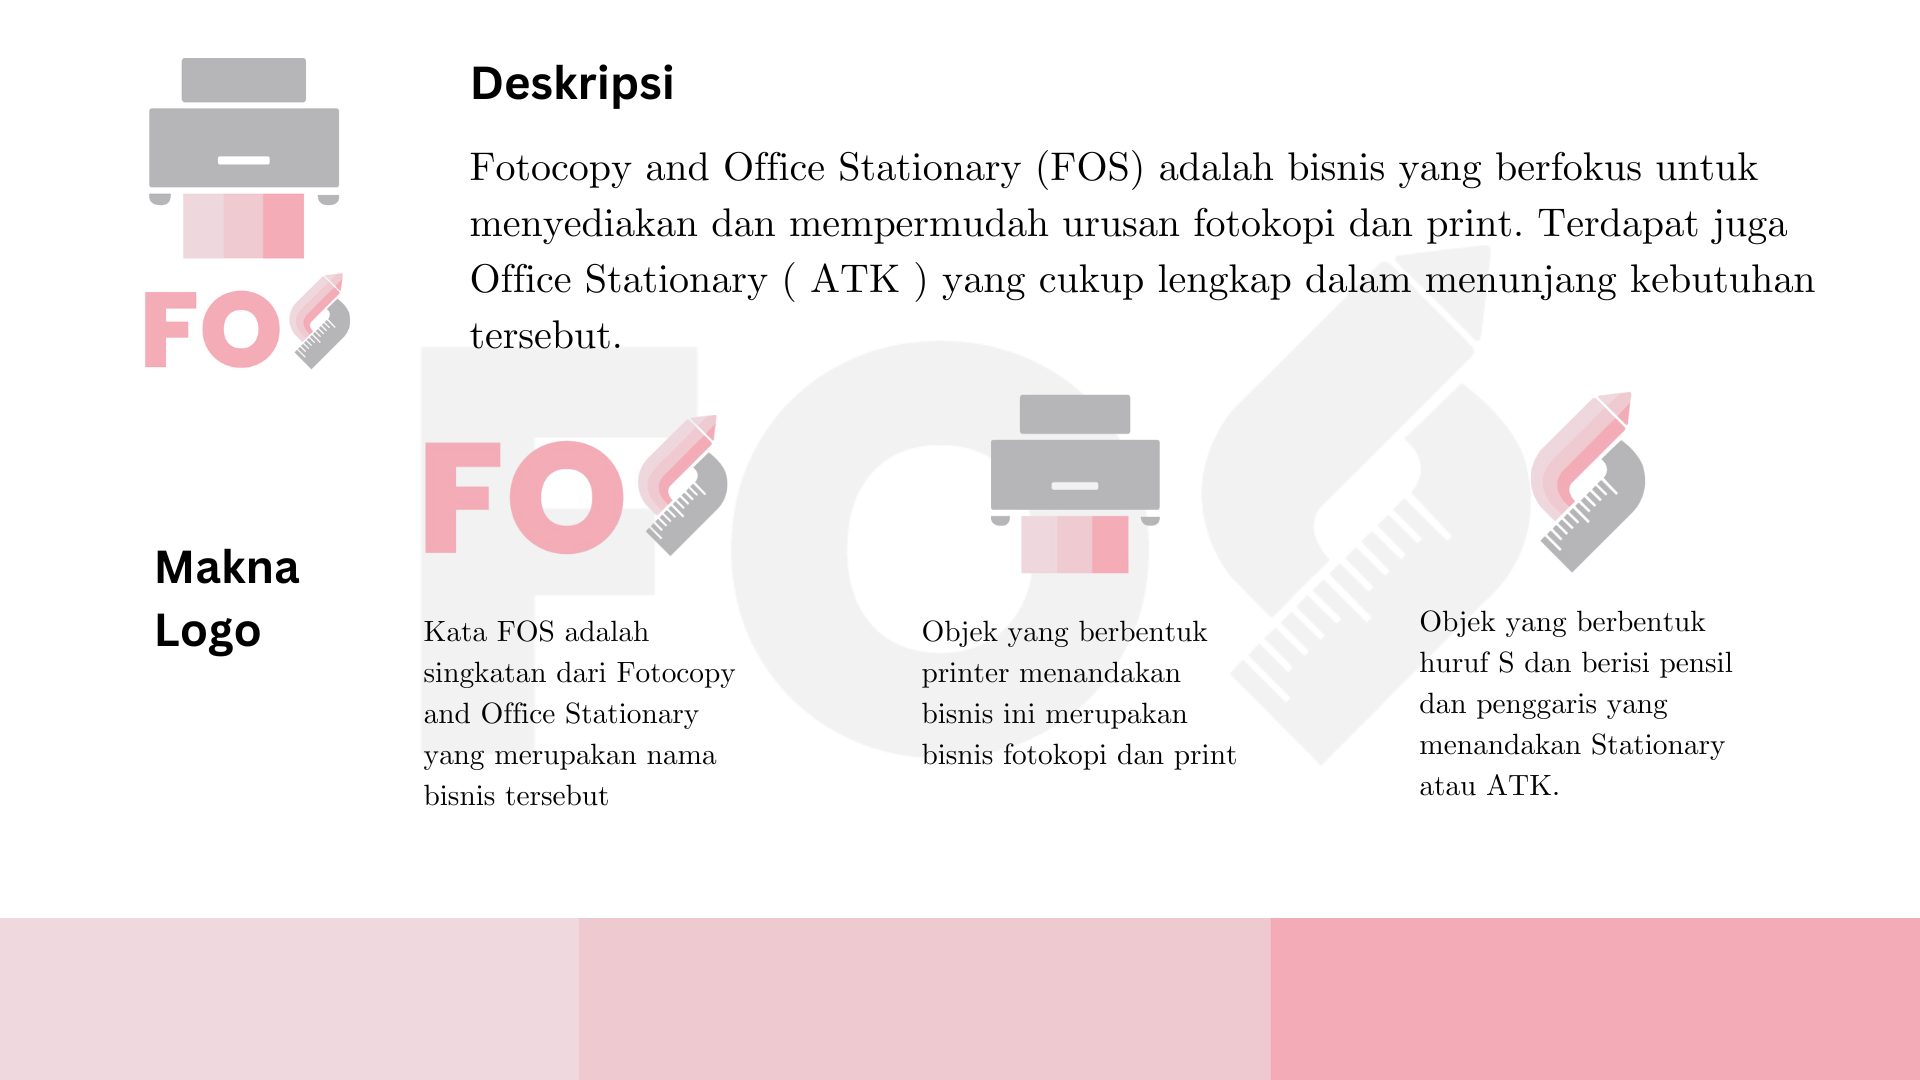 FOS
Deskripsi
Fotocopy and Office Stationary (FOS) adalah bisnis yang berfokus untuk
menyediakan dan mempermudah urusan fotokopi dan print. Terdapat juga
Office Stationary ( ATK ) yang cukup lengkap dalam menunjang kebutuhan
tersebut.
FOS
Makna
Logo
FOS
Kata FOS adalah
singkatan dari Fotocopy
and Office Stationary
yang merupakan nama
bisnis tersebut
Objek yang berbentuk
printer menandakan
bisnis ini merupakan
bisnis fotokopi dan print
S
Objek yang berbentuk
huruf S dan berisi pensil
dan penggaris yang
menandakan Stationary
atau ATK.